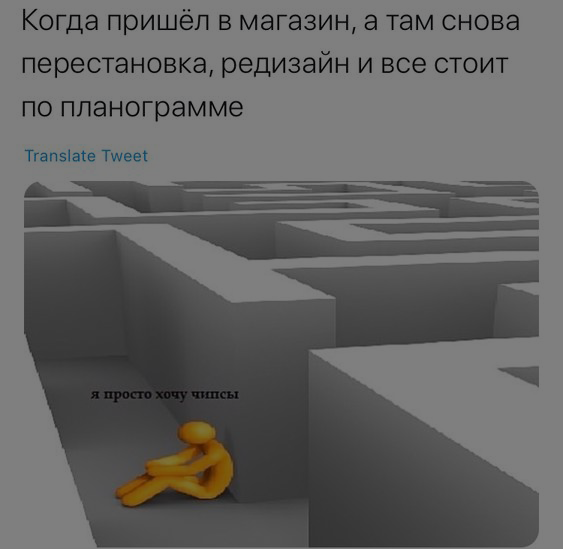 Когда пришёл в магазин, а там снова
перестановка, редизайн и все стоит
по планограмме
Translate Tweet
я просто хочу чипсы